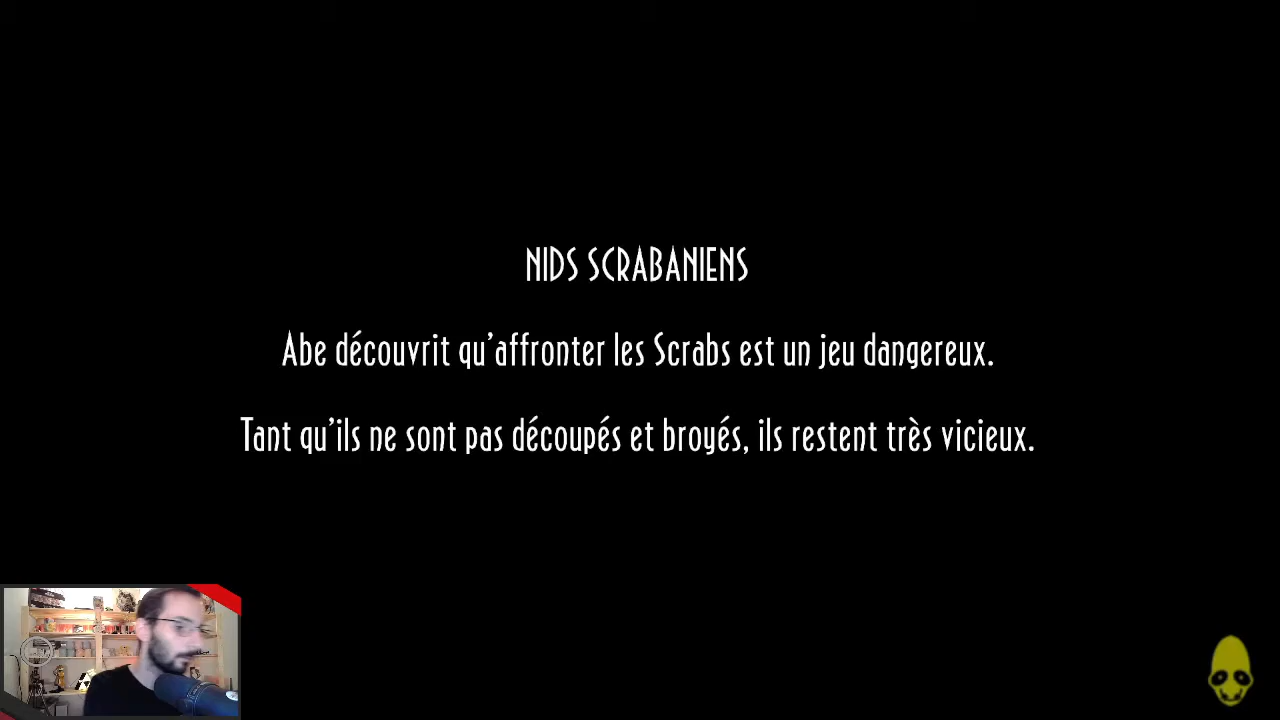 NIDS SCRABANIENS
Abe découvrit qu'affronter les Scrabs est un jeu dangereux.
Tant qu'ils ne sont pas découpés et broyés, ils restent très vicieux.